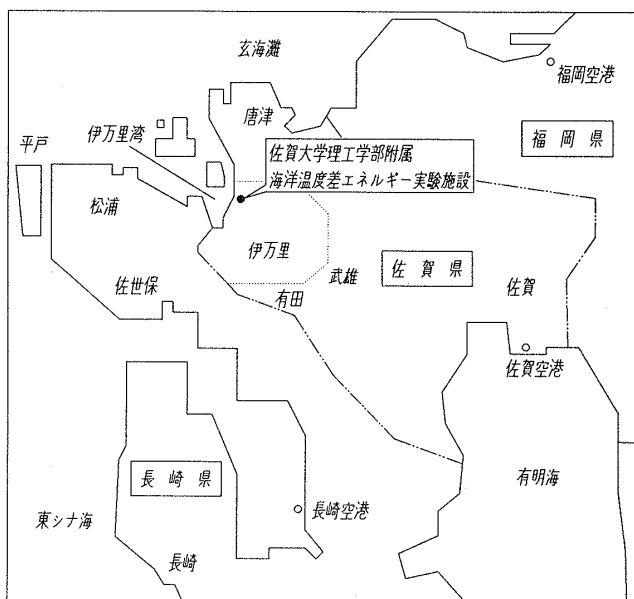 玄海灘
福岡空港
唐津
伊万里湾
福岡県
平戸
佐賀大学理工学部附属
海洋温度差エネルギー実験施設
松浦
伊万里
佐賀県
武雄
佐賀
佐世保
有田
佐賀空港
長崎県
有明海
長崎空港
東シナ海
長崎